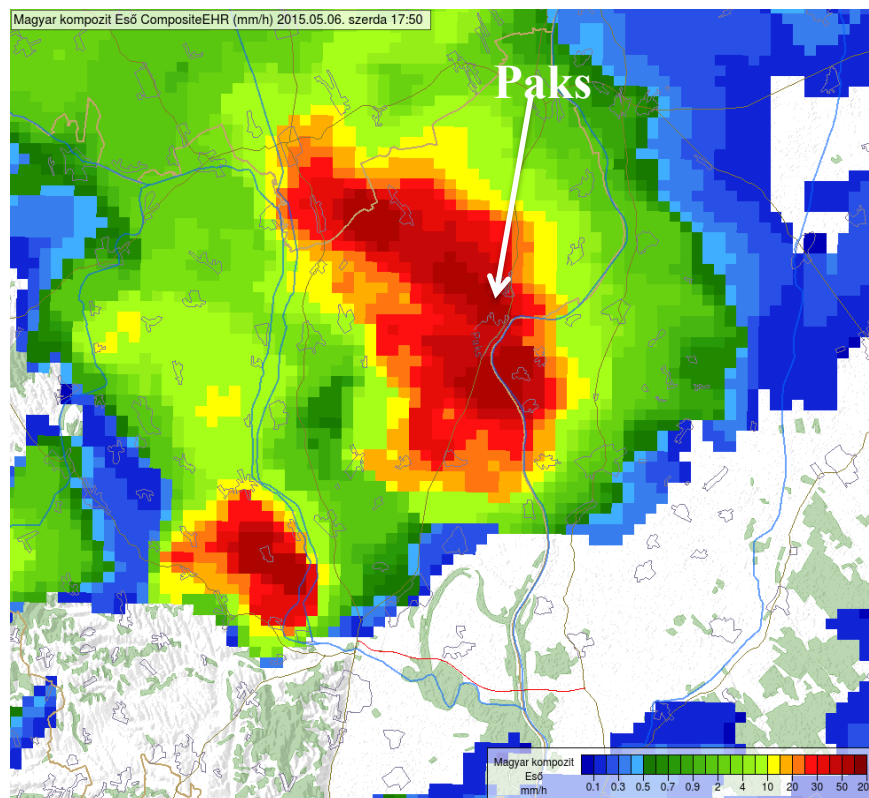 Magyar kompozit Eső CompositeEHR (mm/h) 2015.05.06. szerda 17:50
Paks
Paks
Magyar kompozit
Eső
mm/h
0.1 0.3 0.5 0.7 0.9 2 4 10 20 30 50 20